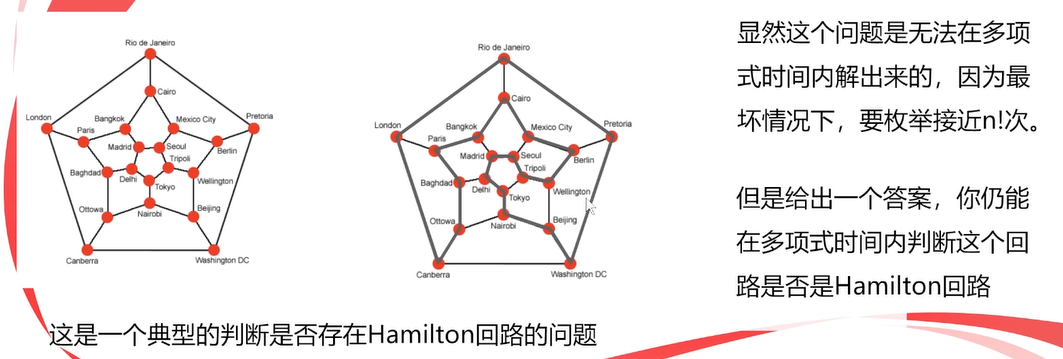 Rio de Janeiro
Cairo
London
Bangkok
Mexico City
Pretoria
Paris
Madrid
Seoul
Berlin
Tripoli
Baghdad
Delhi
Tokyo
Wellington
Ottowa
Nairobi
Beijing
Canberra
Washington DC
Rio de Janeiro
Cairo
London
Bangkok
Mexico City
Pretoria
Paris
Madrid
Seoul
Berlin
Tripoli
Baghdad
Delhi
Tokyo
Wellington
Ottowa
Nairobi
Beijing
Canberra
Washington DC
显然这个问题是无法在多项
式时间内解出来的，因为最
坏情况下，要枚举接近n!次。
但是给出一个答案，你仍能
在多项式时间内判断这个回
路是否是Hamilton回路
这是一个典型的判断是否存在Hamilton回路的问题